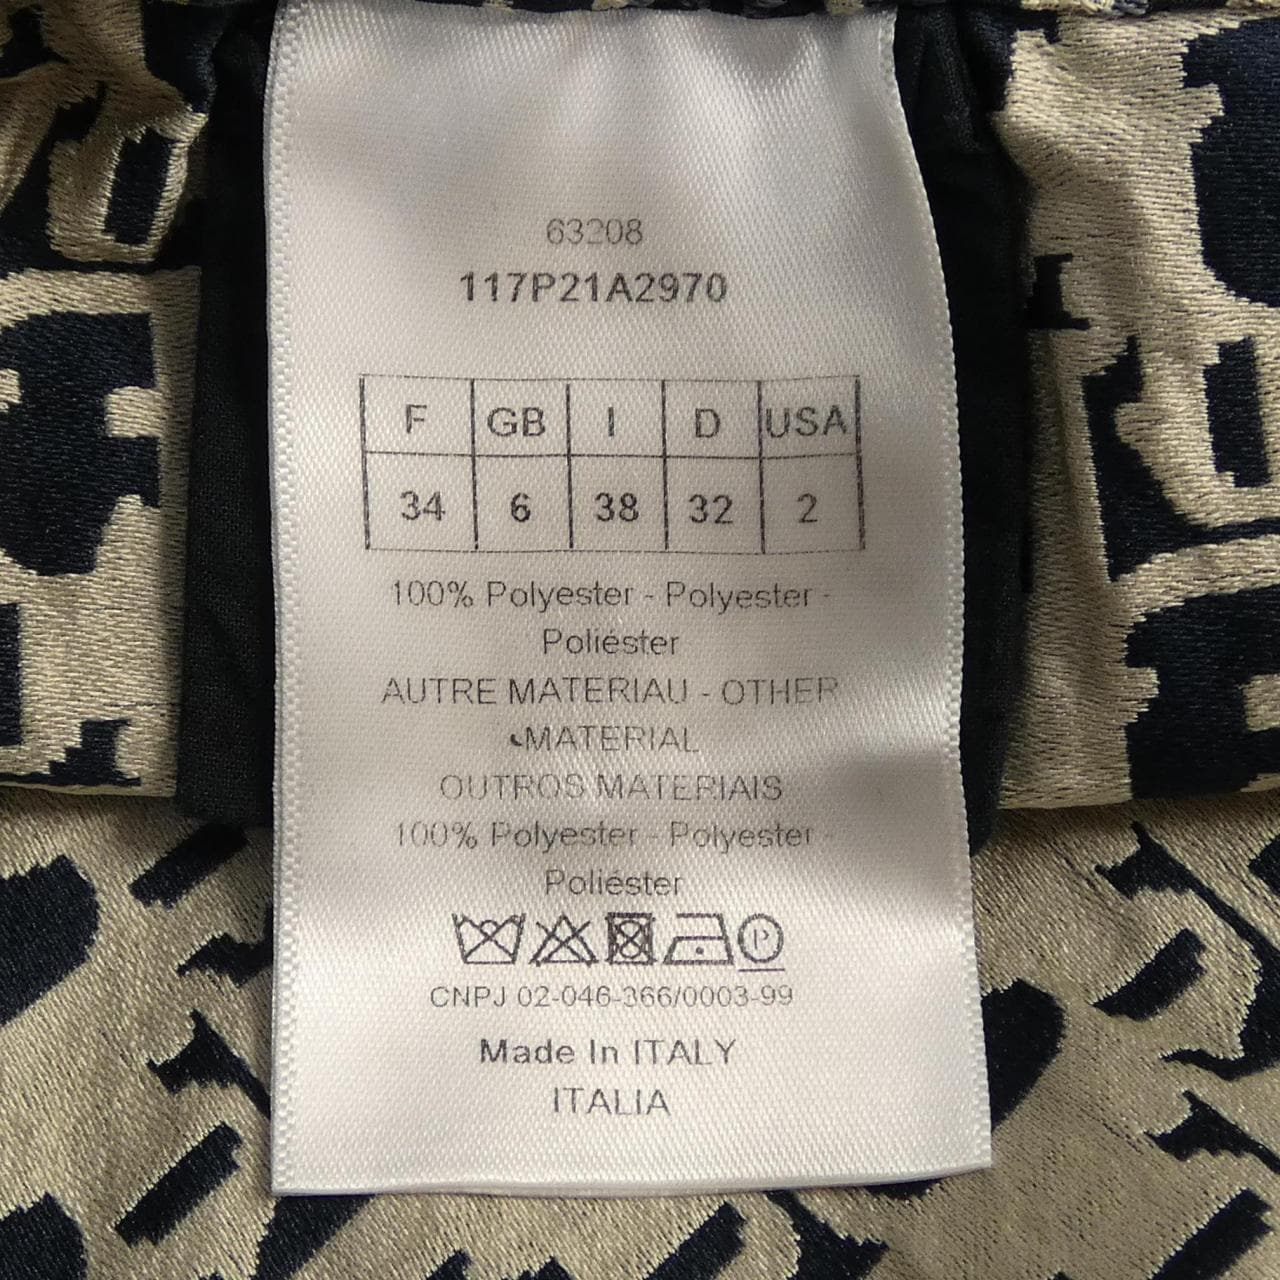 63208
117P21A2970
F GB I D USA
34 6 38 32 2
100% Polyester - Polyester -
Poliéster
AUTRE MATERIAU - OTHER
MATERIAL
OUTROS MATERIAIS
100% Polyester - Polyester -
Poliéster
P
CNPJ 02-046-366/0003-99
Made In ITALY
ITALIA